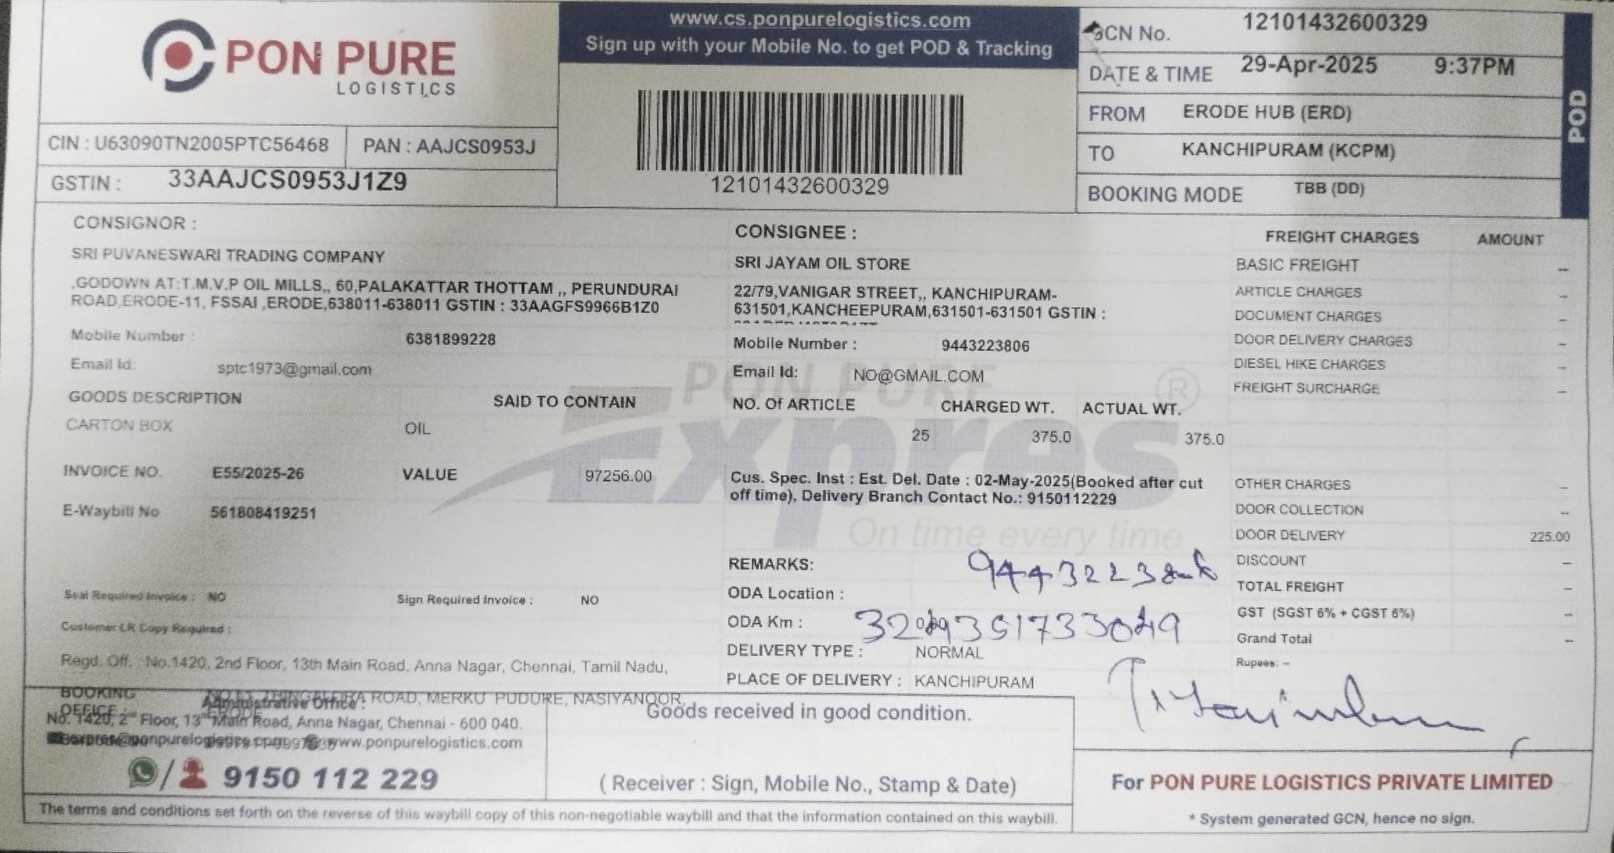 PON PURE
LOGISTICS
CIN : U63090TN2005PTC56468 PAN : AAJCS0953J
GSTIN : 33AAJCS0953J1Z9
www.cs.ponpurelogistics.com
Sign up with your Mobile No. to get POD & Tracking
12101432600329
GCN No. 12101432600329
DATE & TIME 29-Apr-2025 9:37PM
FROM ERODE HUB (ERD)
TO KANCHIPURAM (KCPM)
BOOKING MODE TBB (DD)
POD
CONSIGNOR :
SRI PUVANESWARI TRADING COMPANY
,GODOWN AT:T.M.V.P OIL MILLS,, 60,PALAKATTAR THOTTAM ,, PERUNDURAI
ROAD,ERODE-11, FSSAI ,ERODE,638011-638011 GSTIN : 33AAGFS9966B1Z0
Mobile Number : 6381899228
Email Id: sptc1973@gmail.com
GOODS DESCRIPTION SAID TO CONTAIN
CARTON BOX OIL
INVOICE NO. E55/2025-26 VALUE 97256.00
E-Waybill No 561808419251
Seal Required Invoice : NO Sign Required Invoice : NO
Customer LR Copy Required :
Regd. Off. : No.1420, 2nd Floor, 13th Main Road, Anna Nagar, Chennai, Tamil Nadu,
CONSIGNEE :
SRI JAYAM OIL STORE
22/79,VANIGAR STREET,, KANCHIPURAM-
631501,KANCHEEPURAM,631501-631501 GSTIN :
Mobile Number : 9443223806
Email Id: NO@GMAIL.COM
NO. Of ARTICLE CHARGED WT. ACTUAL WT.
25 375.0 375.0
PON PURE
Expres ®
On time every time
Cus. Spec. Inst : Est. Del. Date : 02-May-2025(Booked after cut
off time), Delivery Branch Contact No.: 9150112229
REMARKS:
ODA Location :
ODA Km :
DELIVERY TYPE : NORMAL
PLACE OF DELIVERY : KANCHIPURAM
FREIGHT CHARGES AMOUNT
BASIC FREIGHT --
ARTICLE CHARGES --
DOCUMENT CHARGES --
DOOR DELIVERY CHARGES --
DIESEL HIKE CHARGES --
FREIGHT SURCHARGE --
OTHER CHARGES --
DOOR COLLECTION --
DOOR DELIVERY 225.00
DISCOUNT --
TOTAL FREIGHT --
GST (SGST 6% + CGST 6%) --
Grand Total --
Rupees: --
BOOKING OFFICE : ROAD, MERKU PUDURE, NASIYANOOR,
Administrative Office :
No. 1420, 2nd Floor, 13th Main Road, Anna Nagar, Chennai - 600 040.
www.ponpurelogistics.com
9150 112 229
Goods received in good condition.
( Receiver : Sign, Mobile No., Stamp & Date)
For PON PURE LOGISTICS PRIVATE LIMITED
The terms and conditions set forth on the reverse of this waybill copy of this non-negotiable waybill and that the information contained on this waybill.
* System generated GCN, hence no sign.